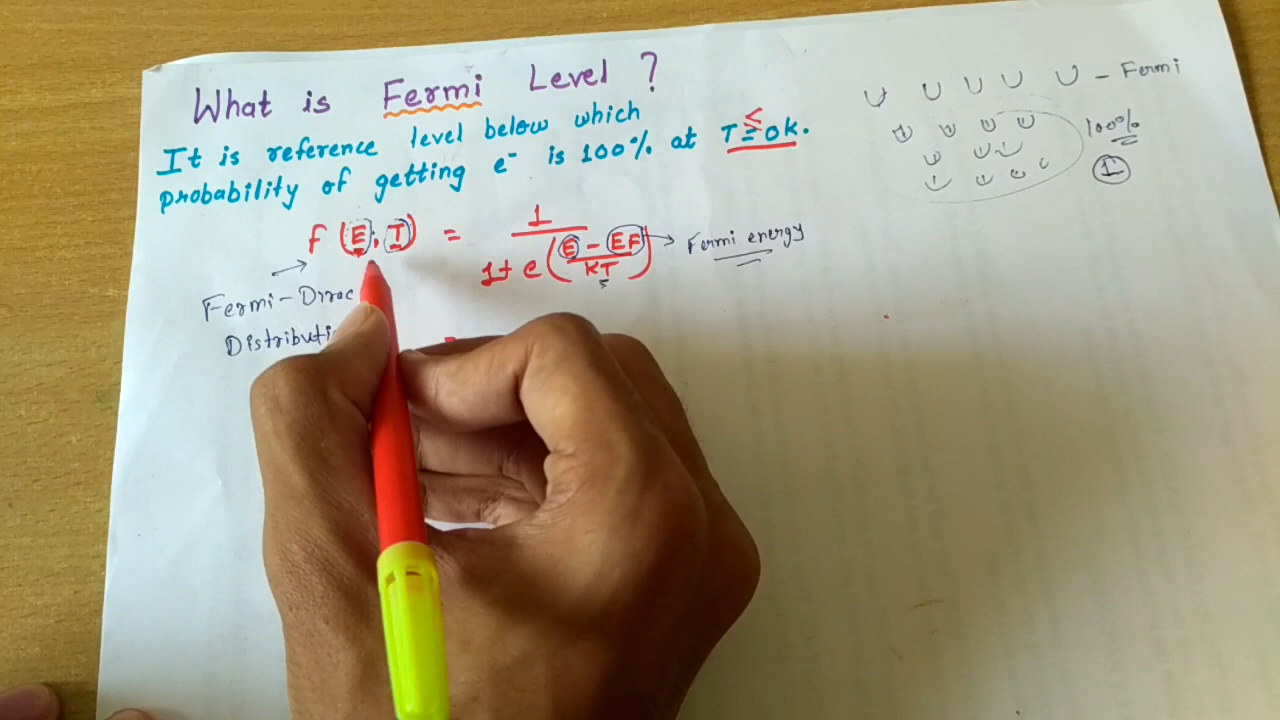 What is Fermi Level ?
It is reference level below which
probability of getting e⁻ is 100% at T ≤ 0k.
f (E, T) = 1 / 1 + e^((E - EF) / KT) → Fermi energy
Fermi-Dirac
Distributi
— Fermi
100%
1